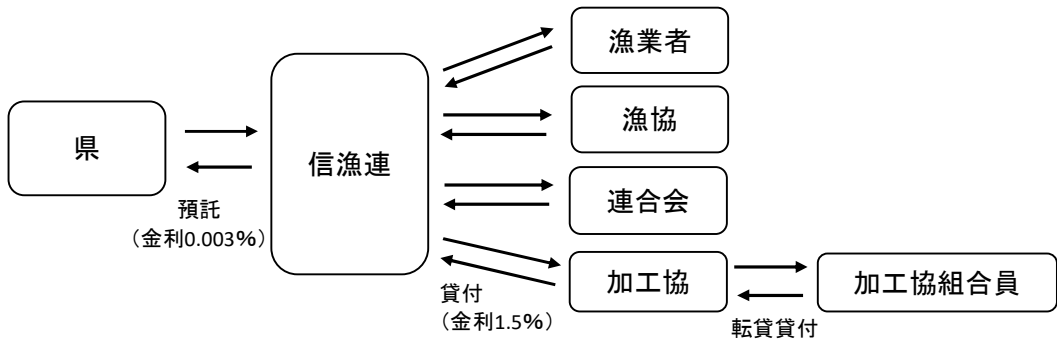 県
預託
（金利0.003%）
信漁連
漁業者
漁協
連合会
加工協
貸付
（金利1.5%）
加工協組合員
転貸貸付